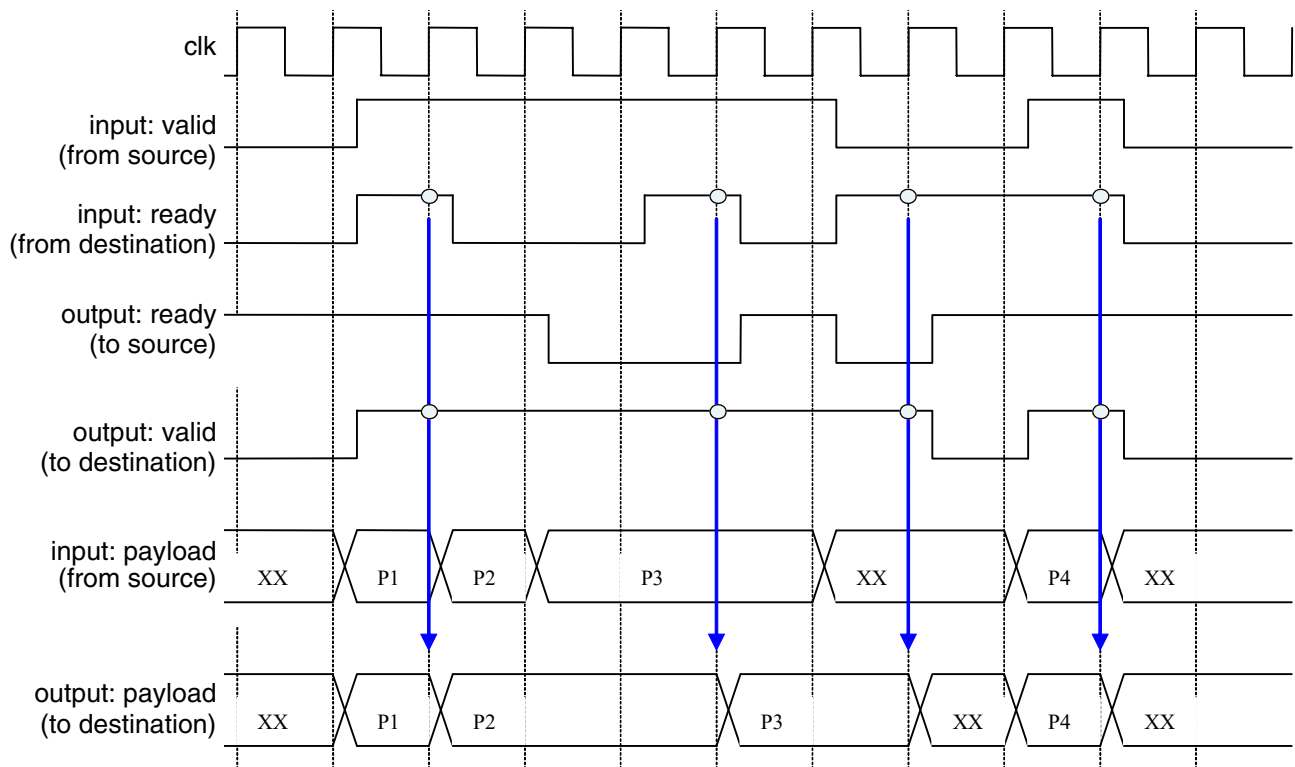 clk
input: valid
(from source)
input: ready
(from destination)
output: ready
(to source)
output: valid
(to destination)
input: payload
(from source)
XX P1 P2 P3 XX P4 XX
output: payload
(to destination)
XX P1 P2 P3 XX P4 XX